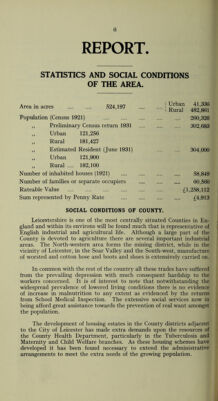 6
REPORT.
STATISTICS AND SOCIAL CONDITIONS
OF THE AREA.
Area in acres ... ... 524,197 ... ... { Urban 41,336
Rural 482,861
Population (Census 1921) ... ... ... ... ... 260,320
„ Preliminary Census return 1931 ... ... ... 302,683
„ Urban 121,256
„ Rural 181,427
„ Estimated Resident (June 1931) ... ... ... 304,000
„ Urban 121,900
„ Rural ... 182,100
Number of inhabited houses (1921) ... ... ... ... 58,849
Number of families or separate occupiers ... ... ... 60,860
Rateable Value ... ... ... ... ... ... £1,258,112
Sum represented by Penny Rate ... ... ... ... £4,913
SOCIAL CONDITIONS OF COUNTY.
Leicestershire is one of the most centrally situated Counties in Eng-
land and within its environs will be found much that is representative of
English industrial and agricultural life. Although a large part of the
County is devoted to agriculture there are several important industrial
areas. The North-western area forms the mining district, while in the
vicinity of Leicester, in the Soar Valley and the South-west, manufacture
of worsted and cotton hose and boots and shoes is extensively carried on.
In common with the rest of the country all these trades have suffered
from the prevailing depression with much consequent hardship to the
workers concerned. It is of interest to note that notwithstanding the
widespread prevalence of lowered living conditions there is no evidence
of increase in malnutrition to any extent as evidenced by the returns
from School Medical Inspection. The extensive social services now in
being afford great assistance towards the prevention of real want amongst
the population.
The development of housing estates in the County districts adjacent
to the City of Leicester has made extra demands upon the resources of
the County Health Department, particularly in the Tuberculosis and
Maternity and Child Welfare branches. As these housing schemes have
developed it has been found necessary to extend the administrative
arrangements to meet the extra needs of the growing population.